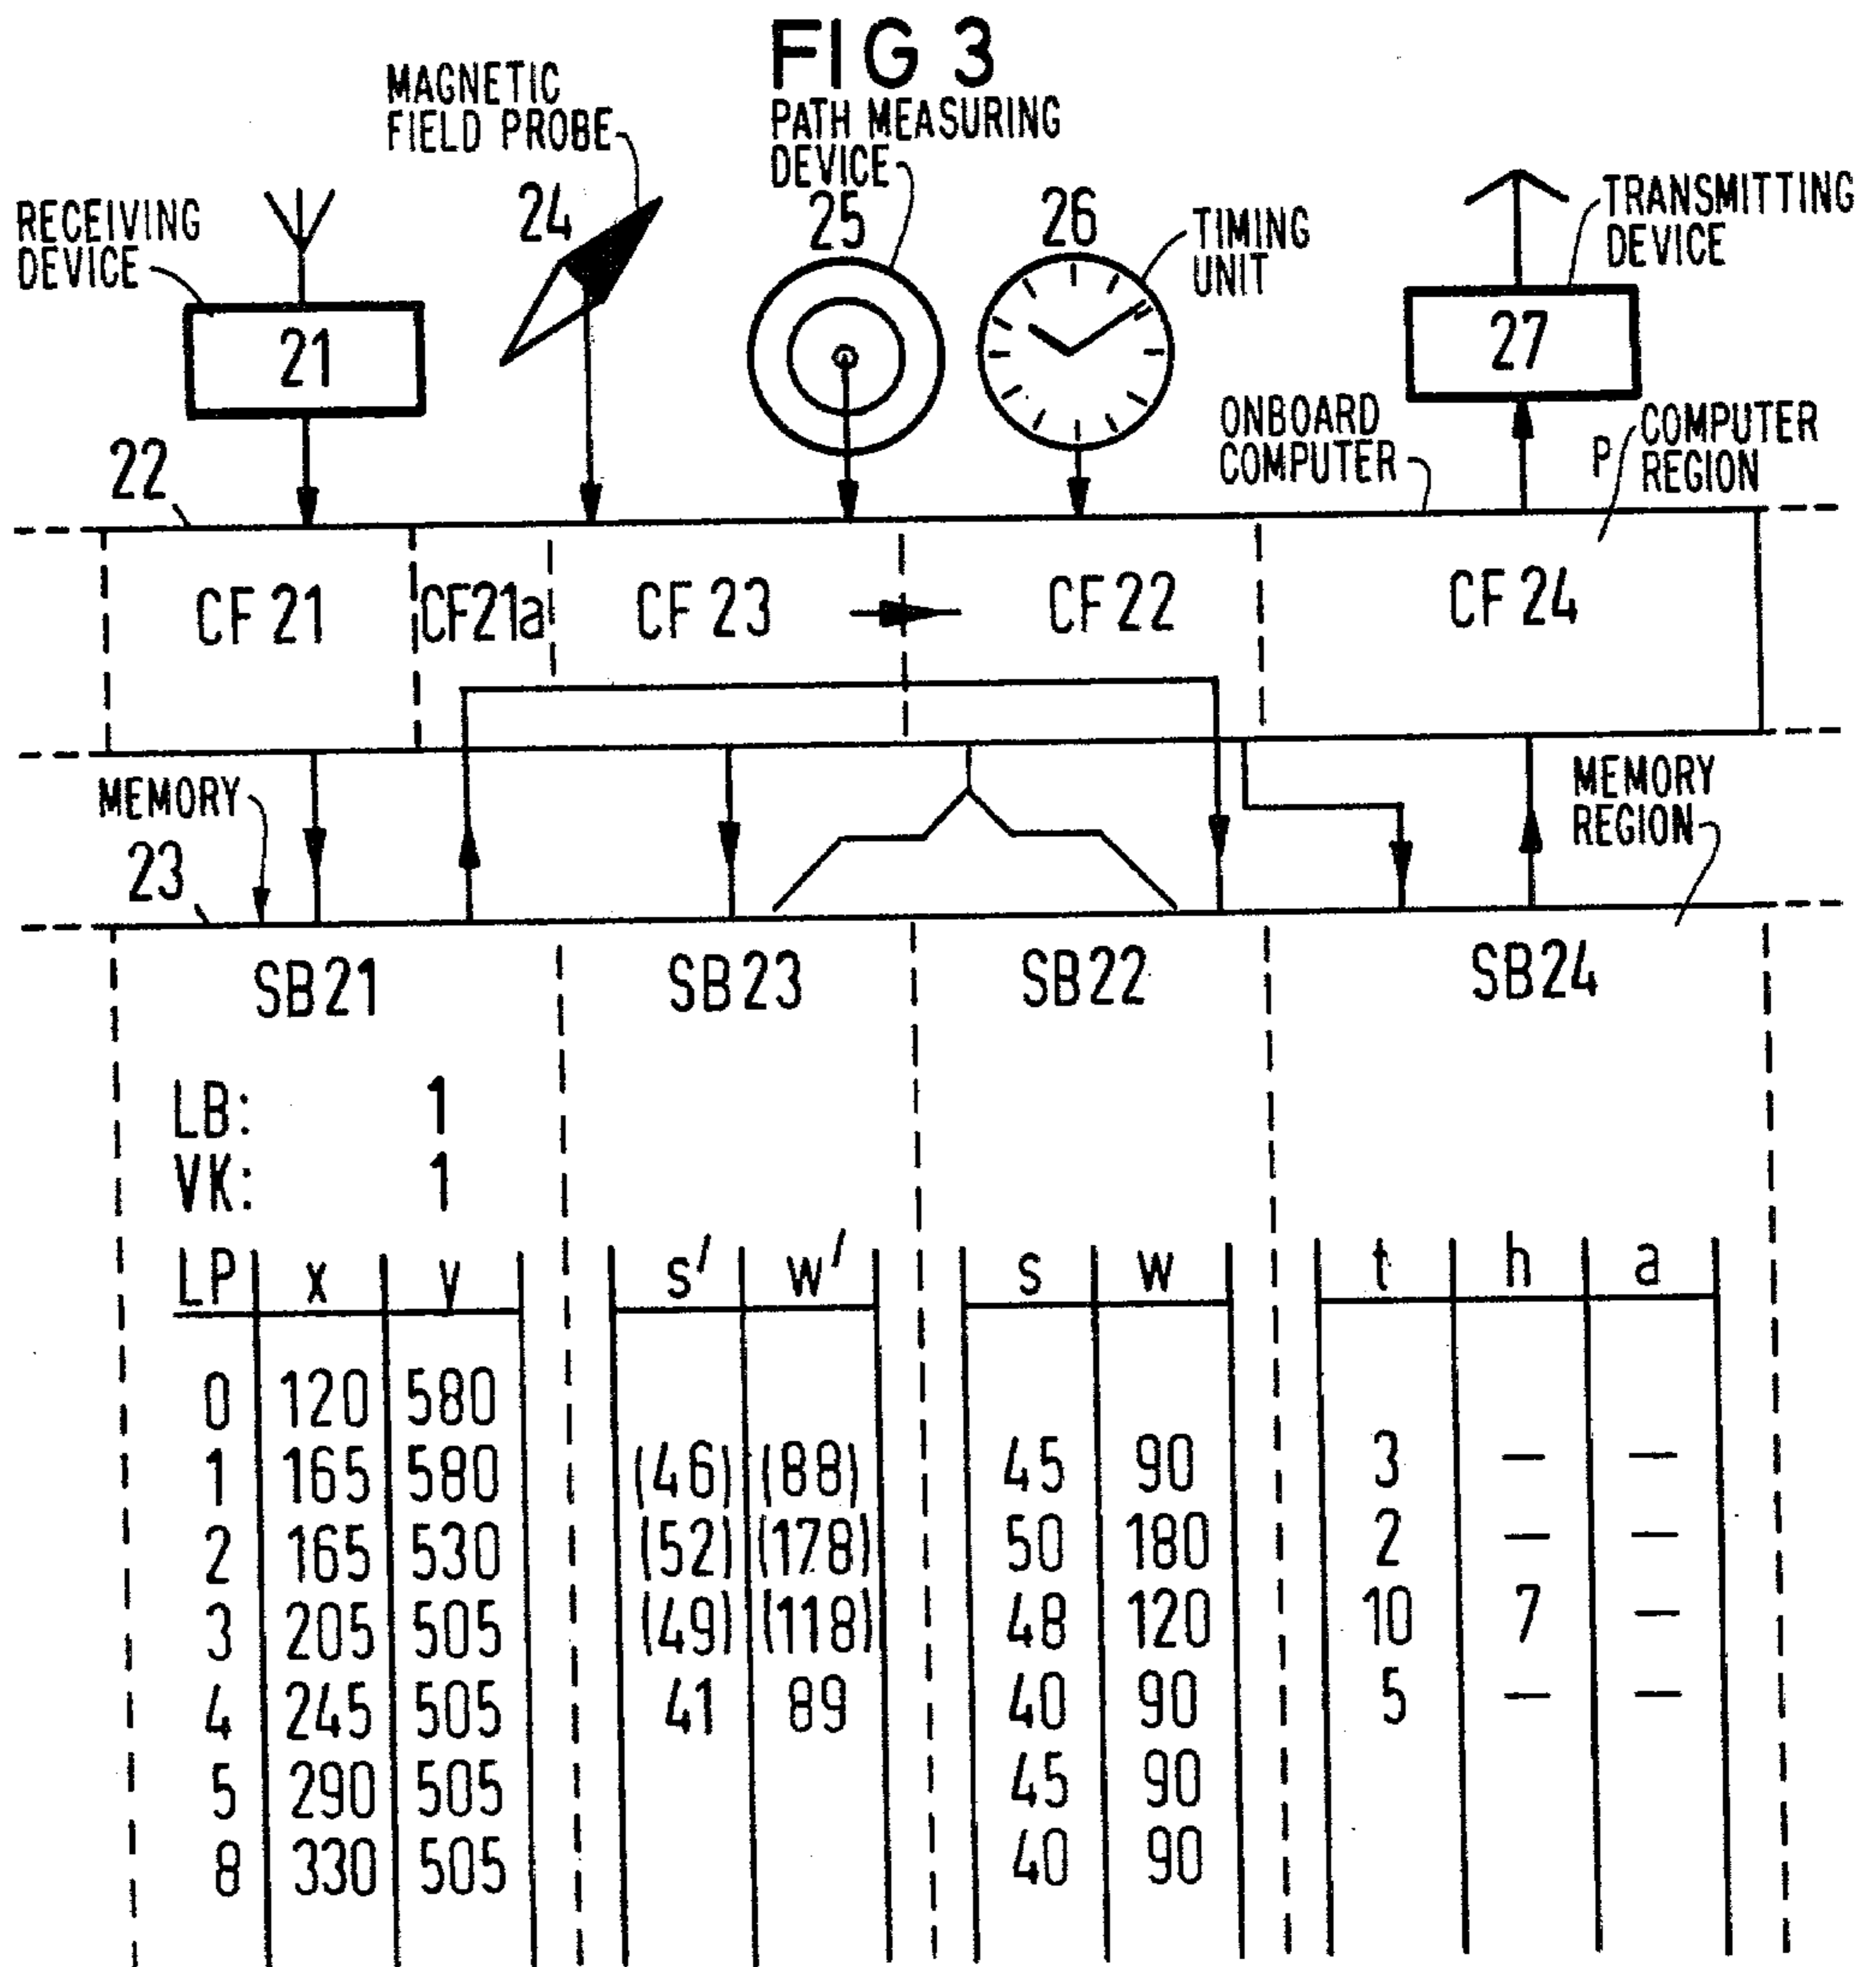 FIG 3
MAGNETIC
FIELD PROBE
PATH MEASURING
DEVICE
RECEIVING
DEVICE
24
25
26
TIMING
UNIT
TRANSMITTING
DEVICE
21
27
22
ONBOARD
COMPUTER
P
COMPUTER
REGION
CF 21 CF21a CF 23 CF 22 CF 24
MEMORY
23
MEMORY
REGION
SB21 SB23 SB22 SB24
LB: 1
VK: 1
LP x y s' w' s w t h a
0 120 580
1 165 580 (46) (88) 45 90 3 — —
2 165 530 (52) (178) 50 180 2 — —
3 205 505 (49) (118) 48 120 10 7 —
4 245 505 41 89 40 90 5 — —
5 290 505 45 90
8 330 505 40 90